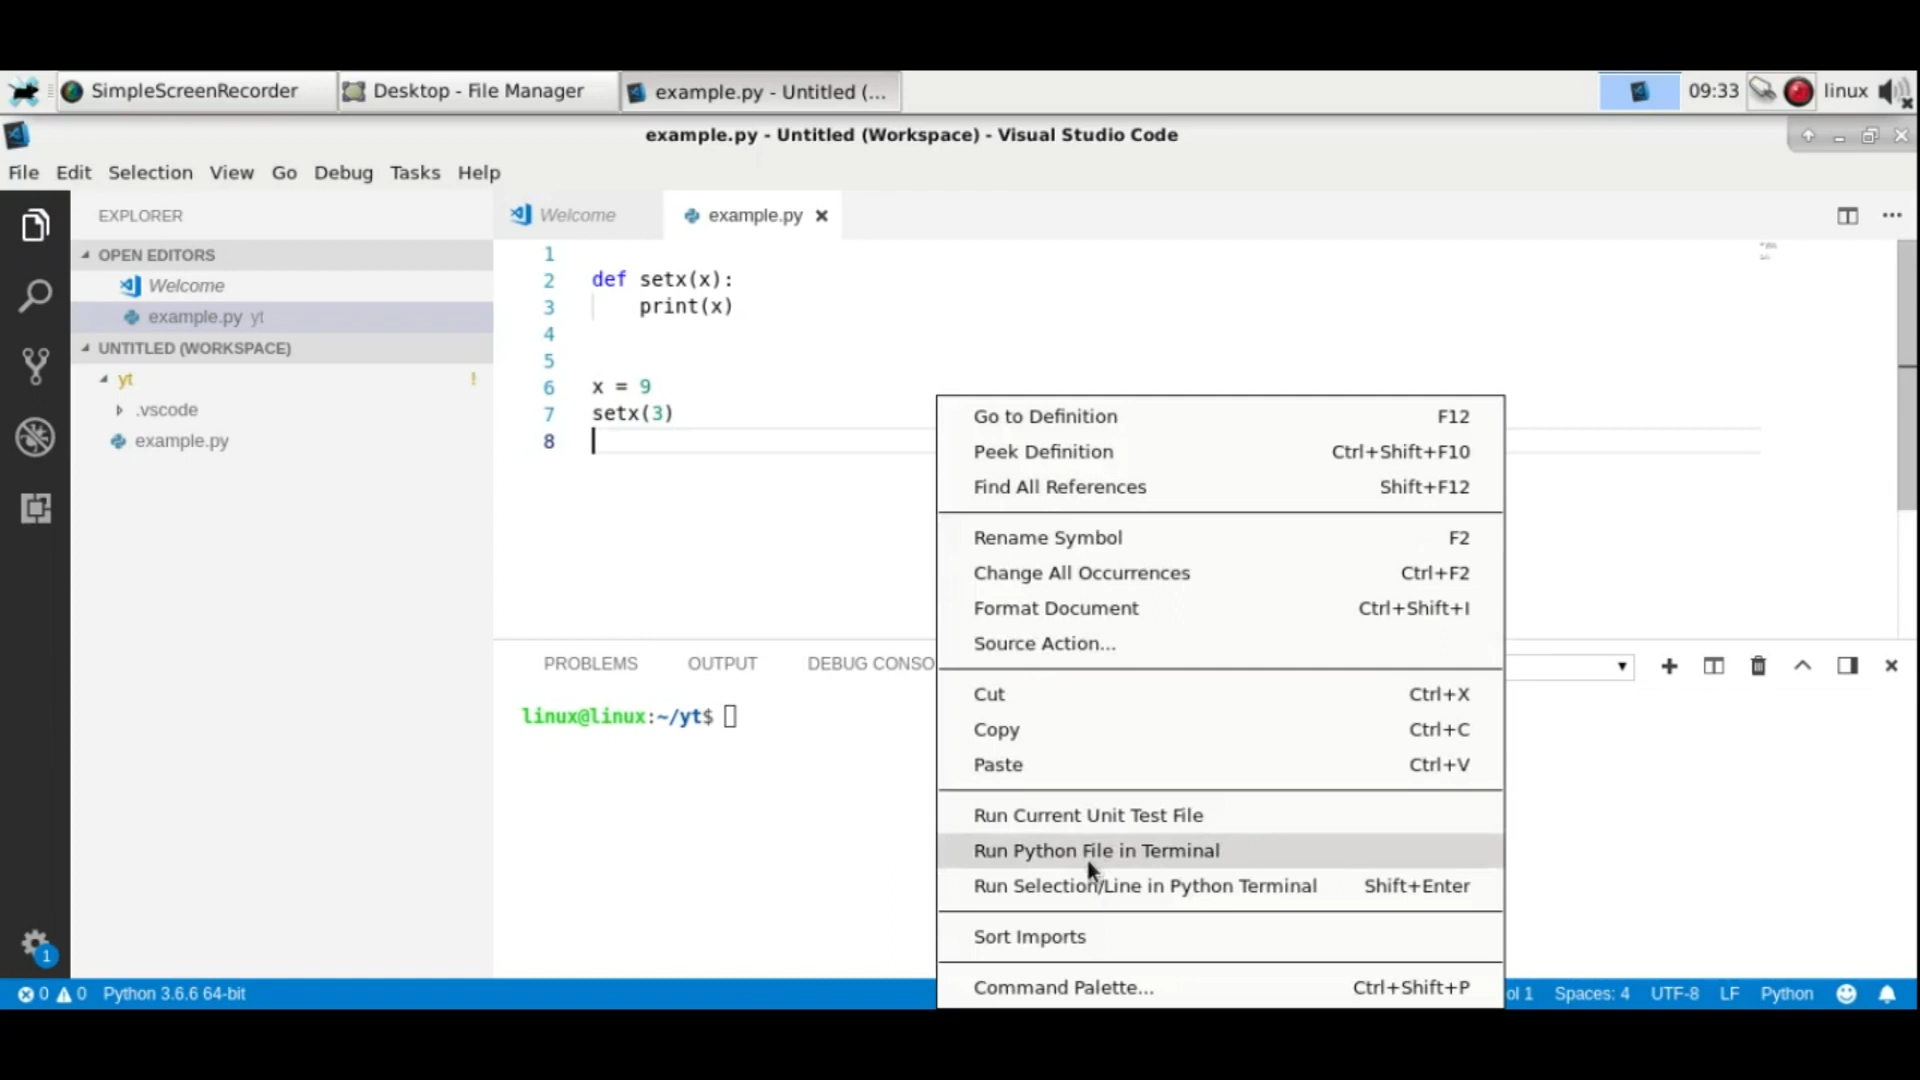 SimpleScreenRecorder
Desktop - File Manager
example.py - Untitled (...
09:33
linux
example.py - Untitled (Workspace) - Visual Studio Code
File Edit Selection View Go Debug Tasks Help
EXPLORER
OPEN EDITORS
Welcome
example.py yt
UNTITLED (WORKSPACE)
yt !
.vscode
example.py
Welcome
example.py
1
2 def setx(x):
3 print(x)
4
5
6 x = 9
7 setx(3)
8
Go to Definition F12
Peek Definition Ctrl+Shift+F10
Find All References Shift+F12
Rename Symbol F2
Change All Occurrences Ctrl+F2
Format Document Ctrl+Shift+I
Source Action...
Cut Ctrl+X
Copy Ctrl+C
Paste Ctrl+V
Run Current Unit Test File
Run Python File in Terminal
Run Selection/Line in Python Terminal Shift+Enter
Sort Imports
Command Palette... Ctrl+Shift+P
PROBLEMS OUTPUT DEBUG CONSO
linux@linux:~/yt$
1
0 0 Python 3.6.6 64-bit
ol 1 Spaces: 4 UTF-8 LF Python